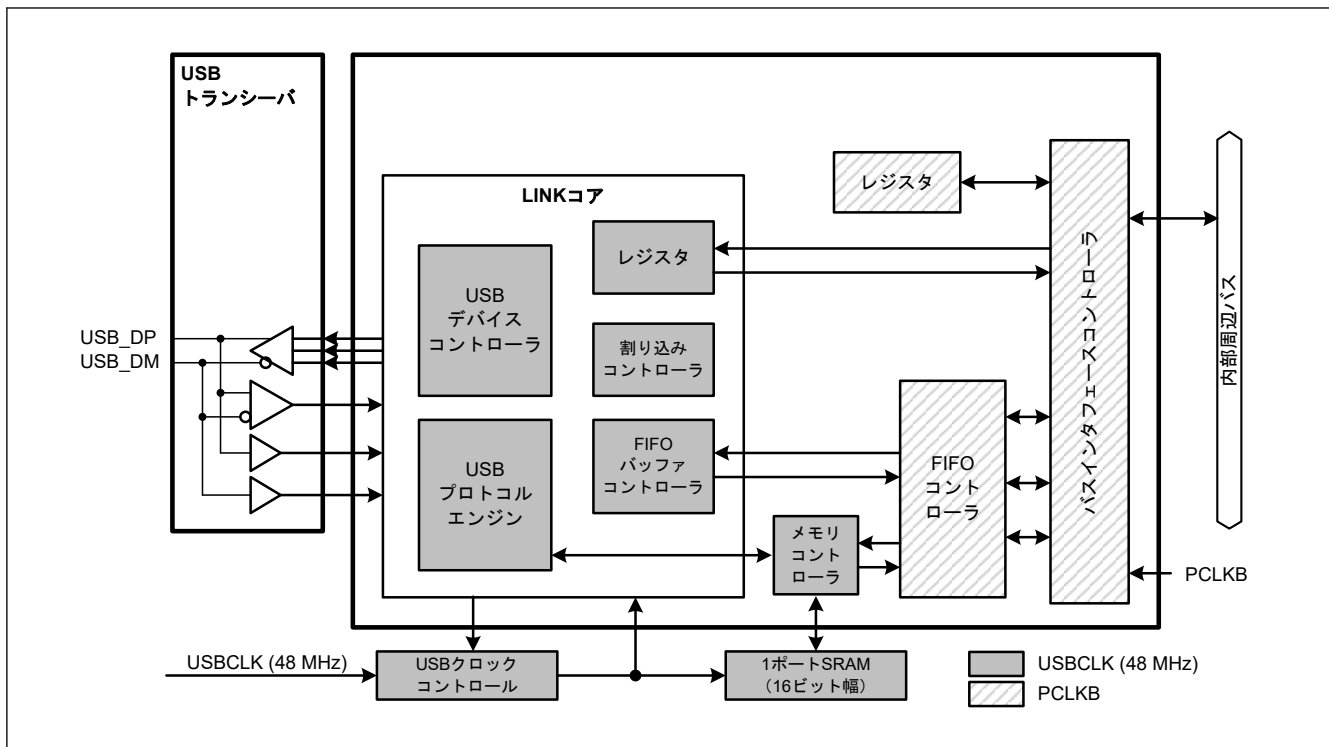 USB
トランシーバ
LINKコア
レジスタ
レジスタ
USB
デバイス
コントローラ
割り込み
コントローラ
USB_DP
USB_DM
USB
プロトコル
エンジン
FIFO
バッファ
コントローラ
メモリ
コント
ローラ
FIFO
コント
ローラ
バスインタフェースコントローラ
内部周辺バス
PCLKB
USBCLK (48 MHz)
USBクロック
コントロール
1ポートSRAM
（16ビット幅）
USBCLK (48 MHz)
PCLKB